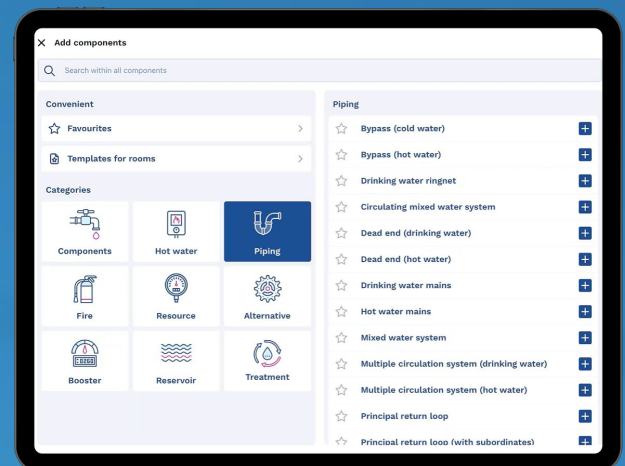 Add components
Search within all components
Convenient
Favourites
Templates for rooms
Categories
Components
Hot water
Piping
Fire
Resource
Alternative
Booster
Reservoir
Treatment
Piping
Bypass (cold water)
Bypass (hot water)
Drinking water ringnet
Circulating mixed water system
Dead end (drinking water)
Dead end (hot water)
Drinking water mains
Hot water mains
Mixed water system
Multiple circulation system (drinking water)
Multiple circulation system (hot water)
Principal return loop
Principal return loop (with subordinates)